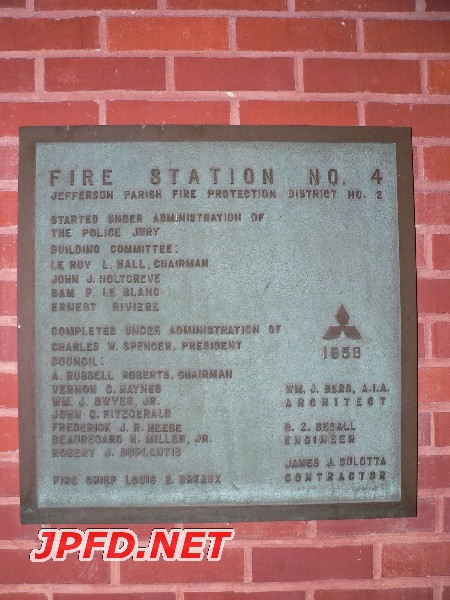 FIRE STATION NO. 4
JEFFERSON PARISH FIRE PROTECTION DISTRICT NO. 2
STARTED UNDER ADMINISTRATION OF
THE POLICE JURY
BUILDING COMMITTEE:
LE ROY L. HALL, CHAIRMAN
JOHN J. HOLTGREVE
SAM P. LE BLANC
ERNEST RIVIERE
COMPLETED UNDER ADMINISTRATION OF
CHARLES W. SPENCER, PRESIDENT
COUNCIL:
A. RUSSELL ROBERTS, CHAIRMAN
VERNON C. HAYNES
WM. J. DWYER, JR.
JOHN C. FITZGERALD
FREDERICK J. R. HEEBE
BEAUREGARD H. MILLER, JR.
ROBERT J. DUPLANTIS
FIRE CHIEF LOUIS E. BREAUX
1958
WM. J. BERG, A.I.A.
ARCHITECT
B. Z. SEGALL
ENGINEER
JAMES J. CULOTTA
CONTRACTOR
JPFD.NET